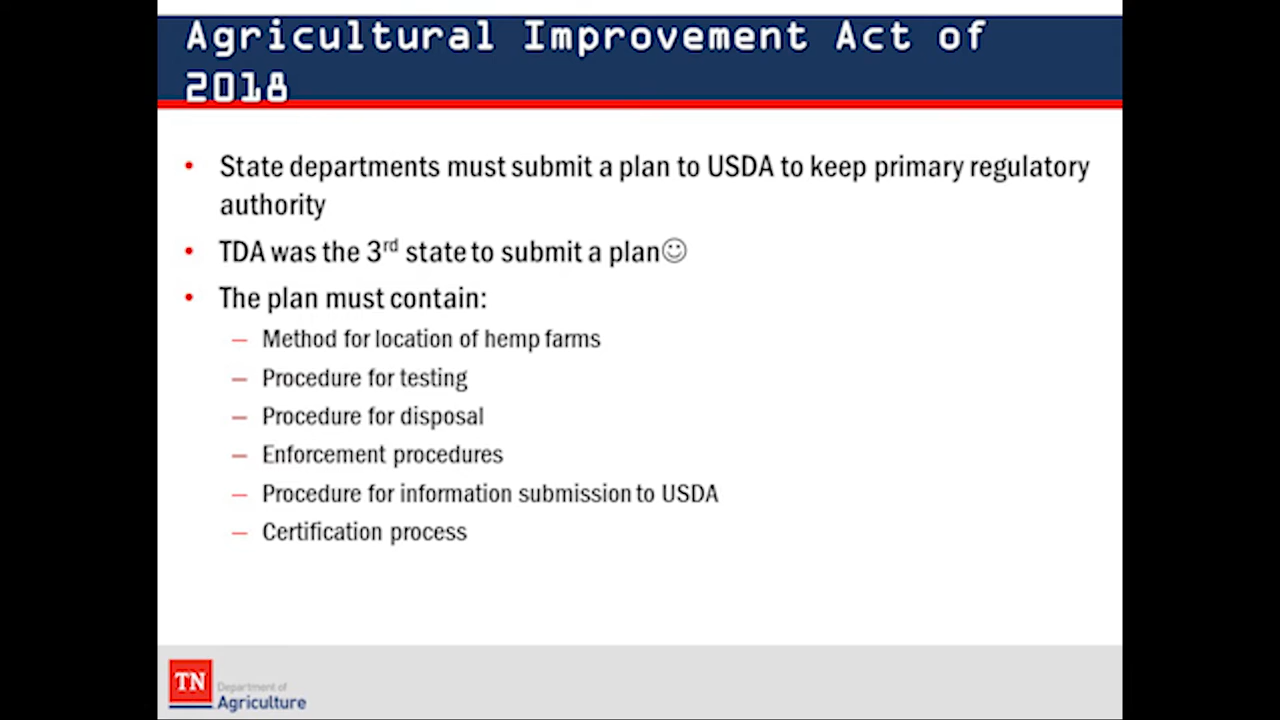 Agricultural Improvement Act of
2018
• State departments must submit a plan to USDA to keep primary regulatory
authority
• TDA was the 3rd state to submit a plan☺
• The plan must contain:
– Method for location of hemp farms
– Procedure for testing
– Procedure for disposal
– Enforcement procedures
– Procedure for information submission to USDA
– Certification process
TN
Department of
Agriculture